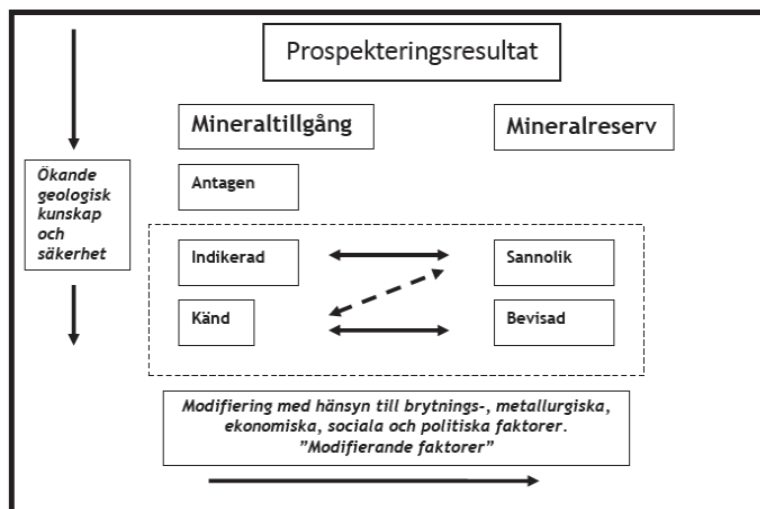 Prospekteringsresultat
Mineraltillgång
Mineralreserv
Ökande
geologisk
kunskap
och
säkerhet
Antagen
Indikerad
Sannolik
Känd
Bevisad
Modifiering med hänsyn till brytnings-, metallurgiska,
ekonomiska, sociala och politiska faktorer.
”Modifierande faktorer”